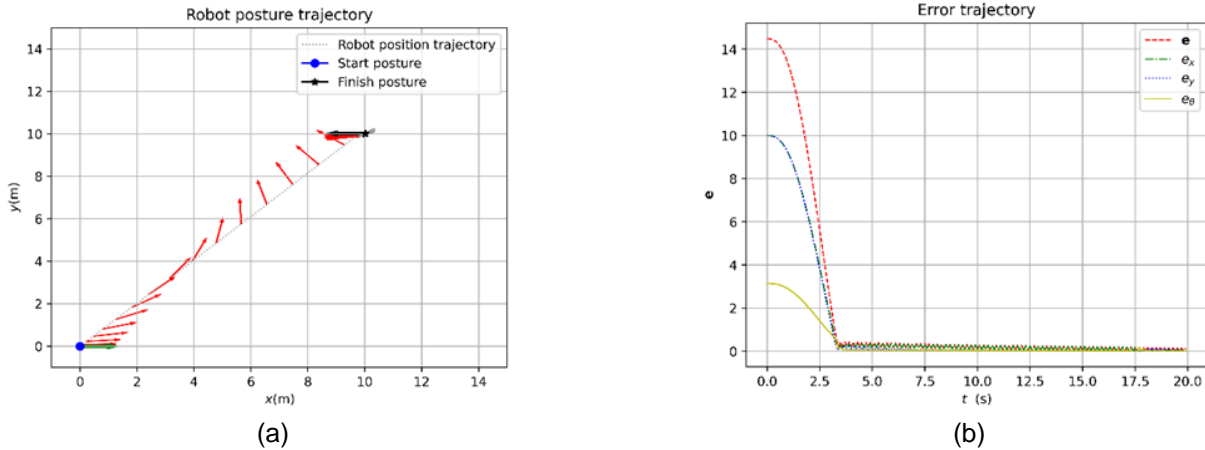 Robot posture trajectory
14
12
10
8
6
4
2
0
y(m)
0 2 4 6 8 10 12 14
x(m)
Robot position trajectory
Start posture
Finish posture
(a)
Error trajectory
14
12
10
8
6
4
2
0
e
0.0 2.5 5.0 7.5 10.0 12.5 15.0 17.5 20.0
t (s)
e
e_x
e_y
e_θ
(b)